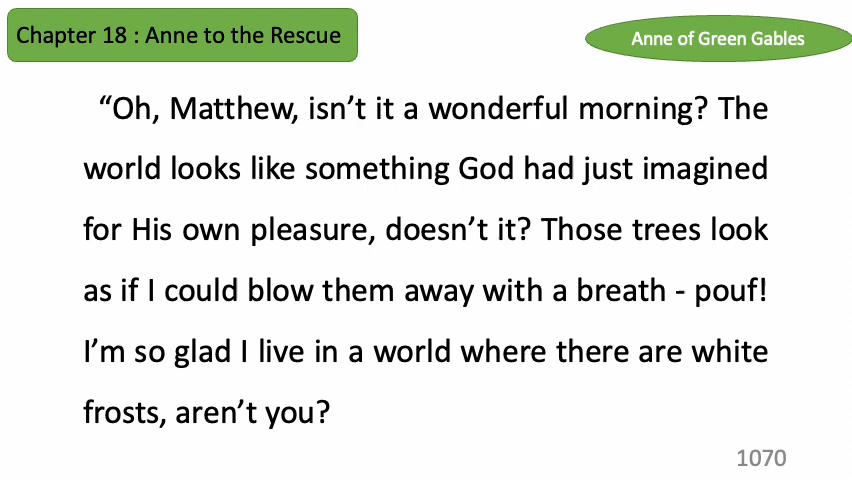 Chapter 18 : Anne to the Rescue
Anne of Green Gables
“Oh, Matthew, isn’t it a wonderful morning? The
world looks like something God had just imagined
for His own pleasure, doesn’t it? Those trees look
as if I could blow them away with a breath - pouf!
I’m so glad I live in a world where there are white
frosts, aren’t you?
1070